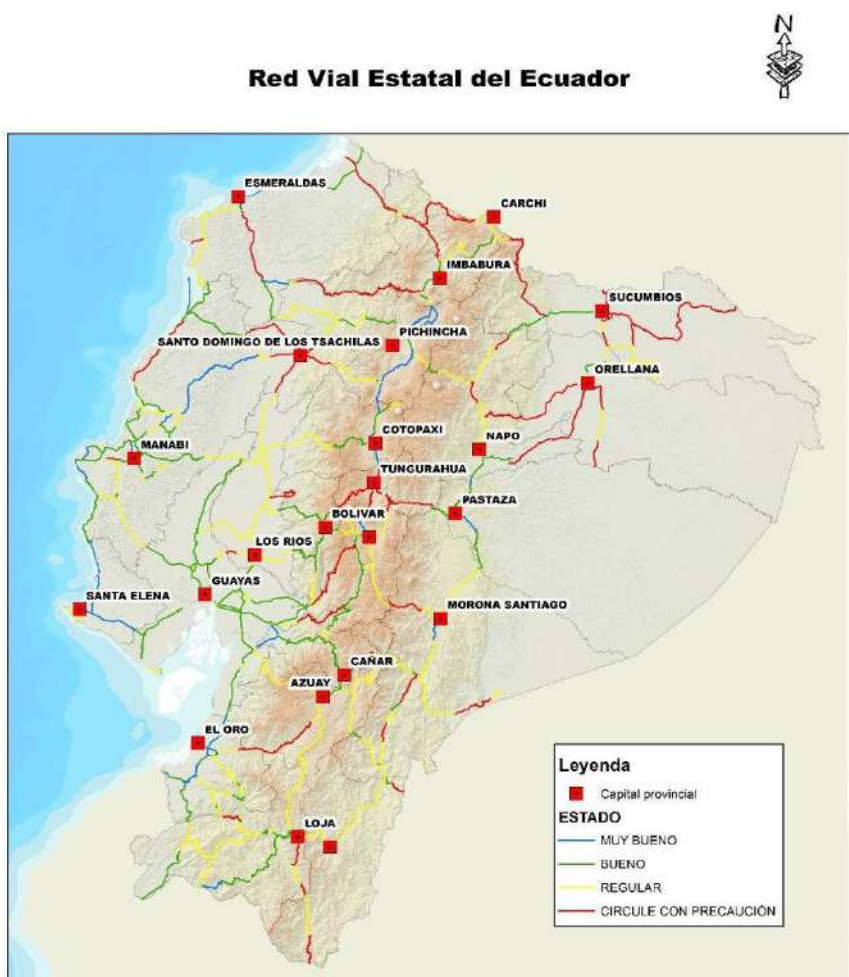 N
Red Vial Estatal del Ecuador
ESMERALDAS
CARCHI
IMBABURA
SUCUMBIOS
PICHINCHA
SANTO DOMINGO DE LOS TSACHILAS
ORELLANA
COTOPAXI
NAPO
MANABI
TUNGURAHUA
PASTAZA
BOLIVAR
LOS RIOS
GUAYAS
SANTA ELENA
MORONA SANTIAGO
CAÑAR
AZUAY
EL ORO
LOJA
Leyenda
Capital provincial
ESTADO
MUY BUENO
BUENO
REGULAR
CIRCULE CON PRECAUCIÓN